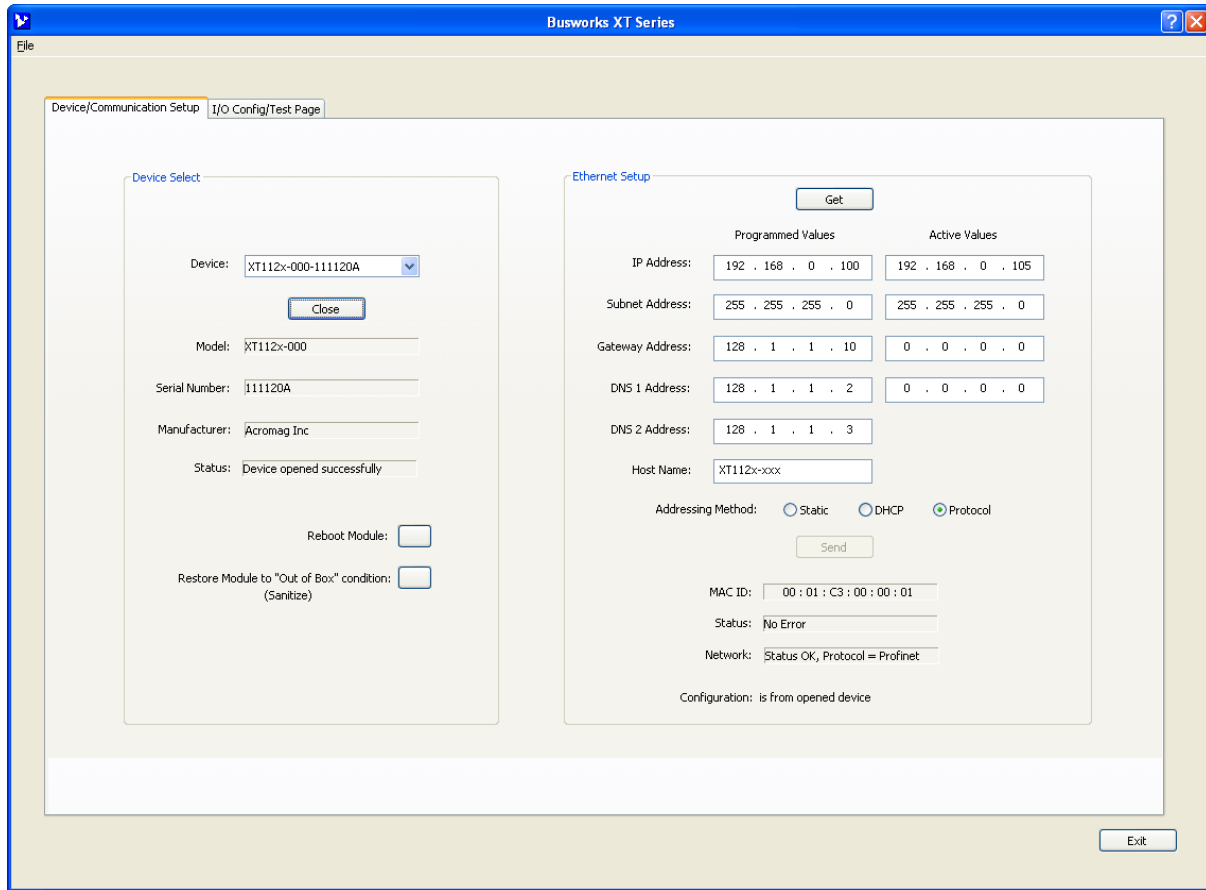 Busworks XT Series
File
Device/Communication Setup
I/O Config/Test Page
Device Select
Device: XT112x-000-111120A
Close
Model: XT112x-000
Serial Number: 111120A
Manufacturer: Acromag Inc
Status: Device opened successfully
Reboot Module:
Restore Module to "Out of Box" condition:
(Sanitize)
Ethernet Setup
Get
Programmed Values Active Values
IP Address: 192 . 168 . 0 . 100 192 . 168 . 0 . 105
Subnet Address: 255 . 255 . 255 . 0 255 . 255 . 255 . 0
Gateway Address: 128 . 1 . 1 . 10 0 . 0 . 0 . 0
DNS 1 Address: 128 . 1 . 1 . 2 0 . 0 . 0 . 0
DNS 2 Address: 128 . 1 . 1 . 3
Host Name: XT112x-xxx
Addressing Method: Static DHCP Protocol
Send
MAC ID: 00 : 01 : C3 : 00 : 00 : 01
Status: No Error
Network: Status OK, Protocol = Profinet
Configuration: is from opened device
Exit